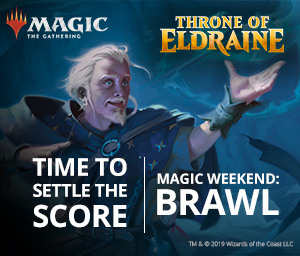 MAGIC
THE GATHERING
THRONE OF
ELDRAINE
TIME TO
SETTLE THE
SCORE
MAGIC WEEKEND:
BRAWL
TM & © 2019 Wizards of the Coast LLC